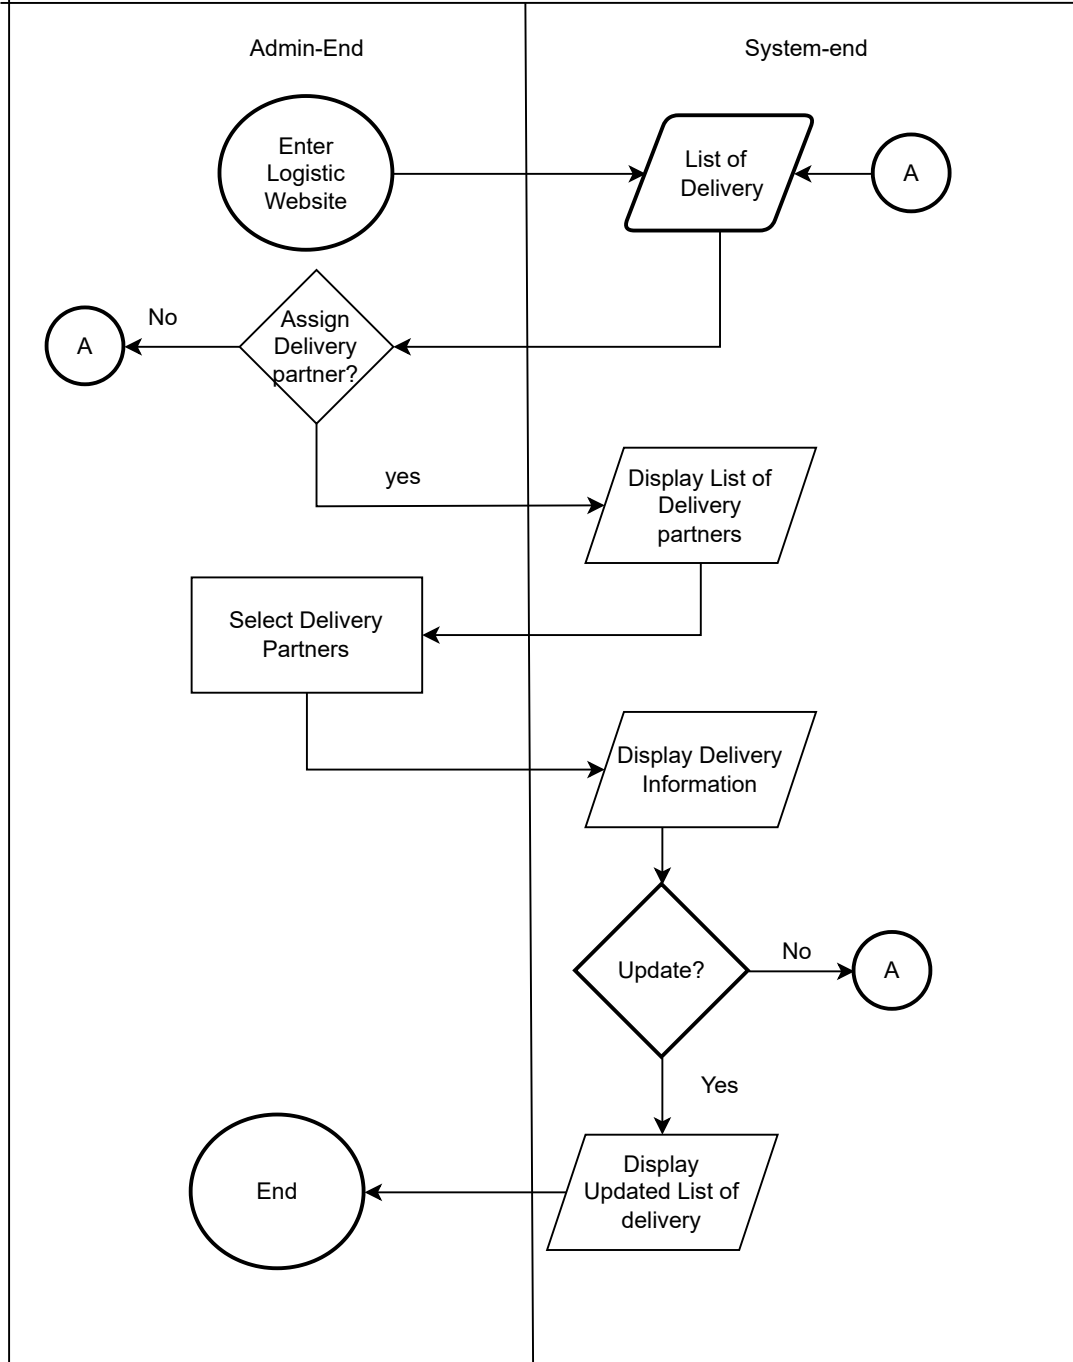 Admin-End
System-end
Enter
Logistic
Website
List of
Delivery
A
No
A
Assign
Delivery
partner?
yes
Display List of
Delivery
partners
Select Delivery
Partners
Display Delivery
Information
Update?
No
A
Yes
Display
Updated List of
delivery
End